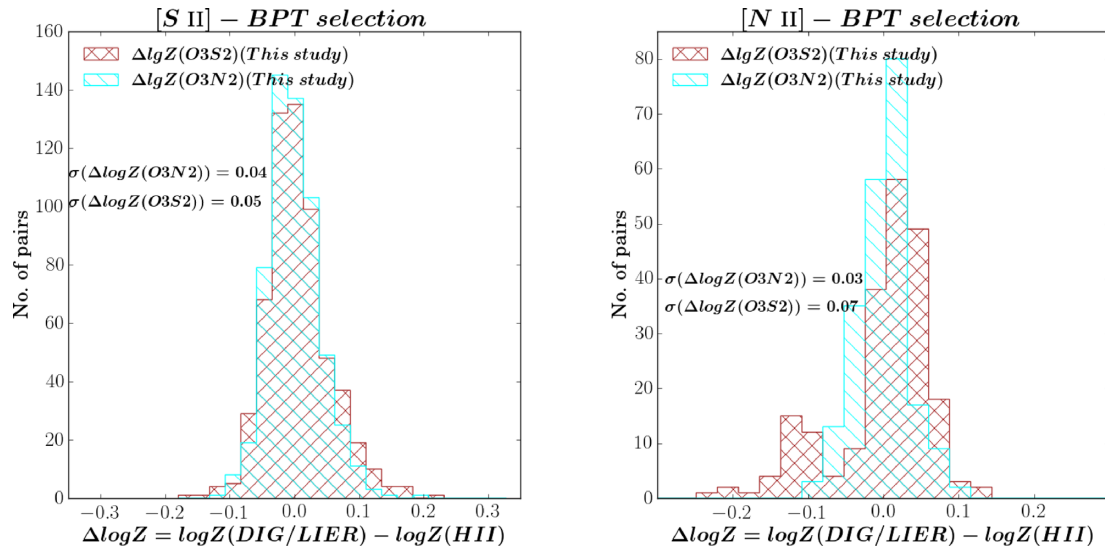 [S II] − BPT selection
160
140
120
100
80
60
40
20
0
No. of pairs
ΔlgZ(O3S2)(This study)
ΔlgZ(O3N2)(This study)
σ(ΔlogZ(O3N2)) = 0.04
σ(ΔlogZ(O3S2)) = 0.05
−0.3 −0.2 −0.1 0.0 0.1 0.2 0.3
ΔlogZ = logZ(DIG/LIER) − logZ(HII)
[N II] − BPT selection
80
70
60
50
40
30
20
10
0
No. of pairs
ΔlgZ(O3S2)(This study)
ΔlgZ(O3N2)(This study)
σ(ΔlogZ(O3N2)) = 0.03
σ(ΔlogZ(O3S2)) = 0.07
−0.2 −0.1 0.0 0.1 0.2
ΔlogZ = logZ(DIG/LIER) − logZ(HII)